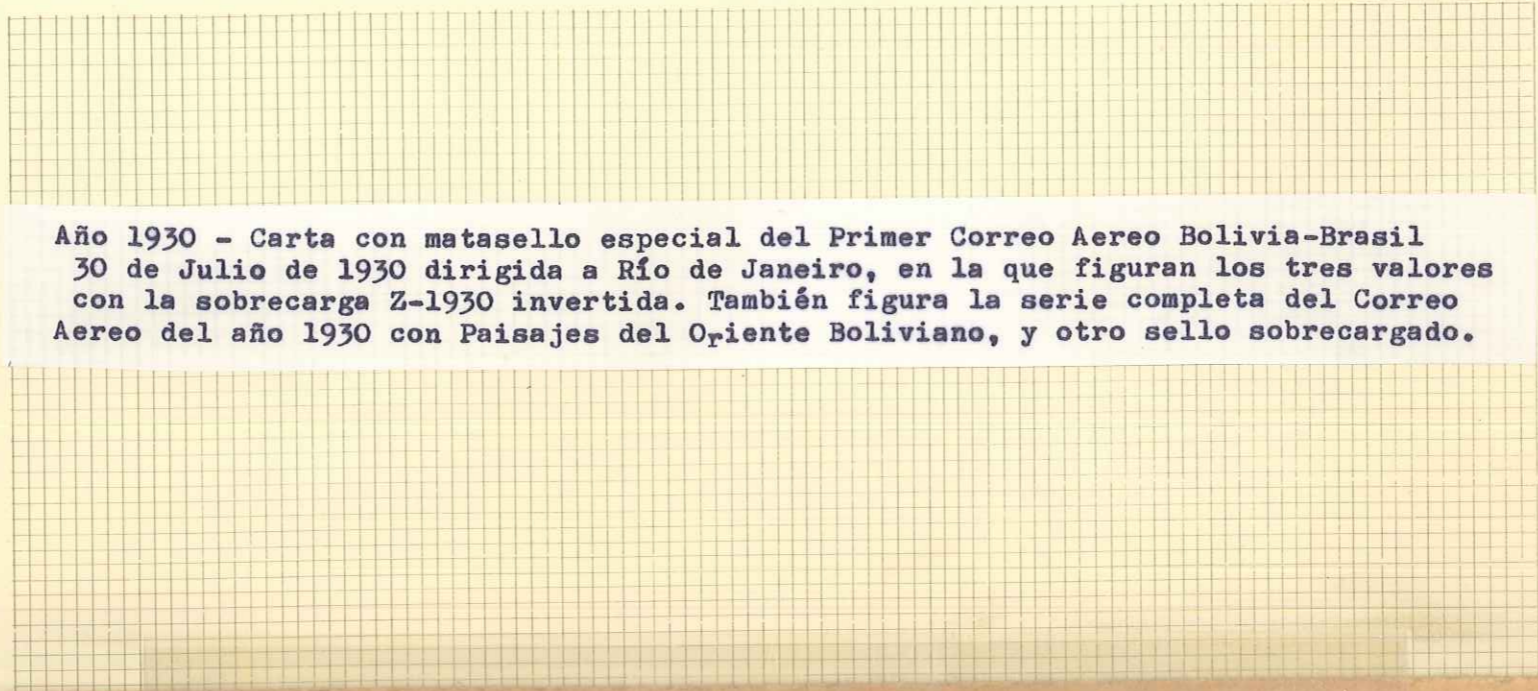 Año 1930 - Carta con matasello especial del Primer Correo Aereo Bolivia-Brasil
30 de Julio de 1930 dirigida a Río de Janeiro, en la que figuran los tres valores
con la sobrecarga Z-1930 invertida. También figura la serie completa del Correo
Aereo del año 1930 con Paisajes del Oriente Boliviano, y otro sello sobrecargado.